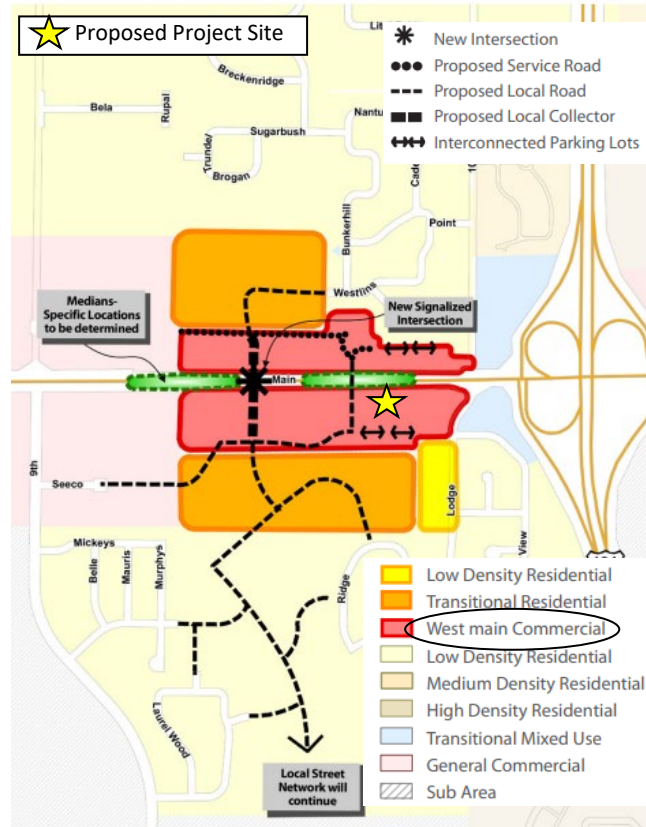 Proposed Project Site
New Intersection
Proposed Service Road
Proposed Local Road
Proposed Local Collector
Interconnected Parking Lots
Breckenridge
Bela
Rupal
Sugarbush
Brogan
Bunkerhill
Point
Westlins
Medians-
Specific Locations
to be determined
New Signalized
Intersection
Main
9th
Seeco
Lodge
View
Mickeys
Belle
Mauris
Murphys
Ridge
Laurel Wood
Local Street
Network will
continue
Low Density Residential
Transitional Residential
West main Commercial
Low Density Residential
Medium Density Residential
High Density Residential
Transitional Mixed Use
General Commercial
Sub Area